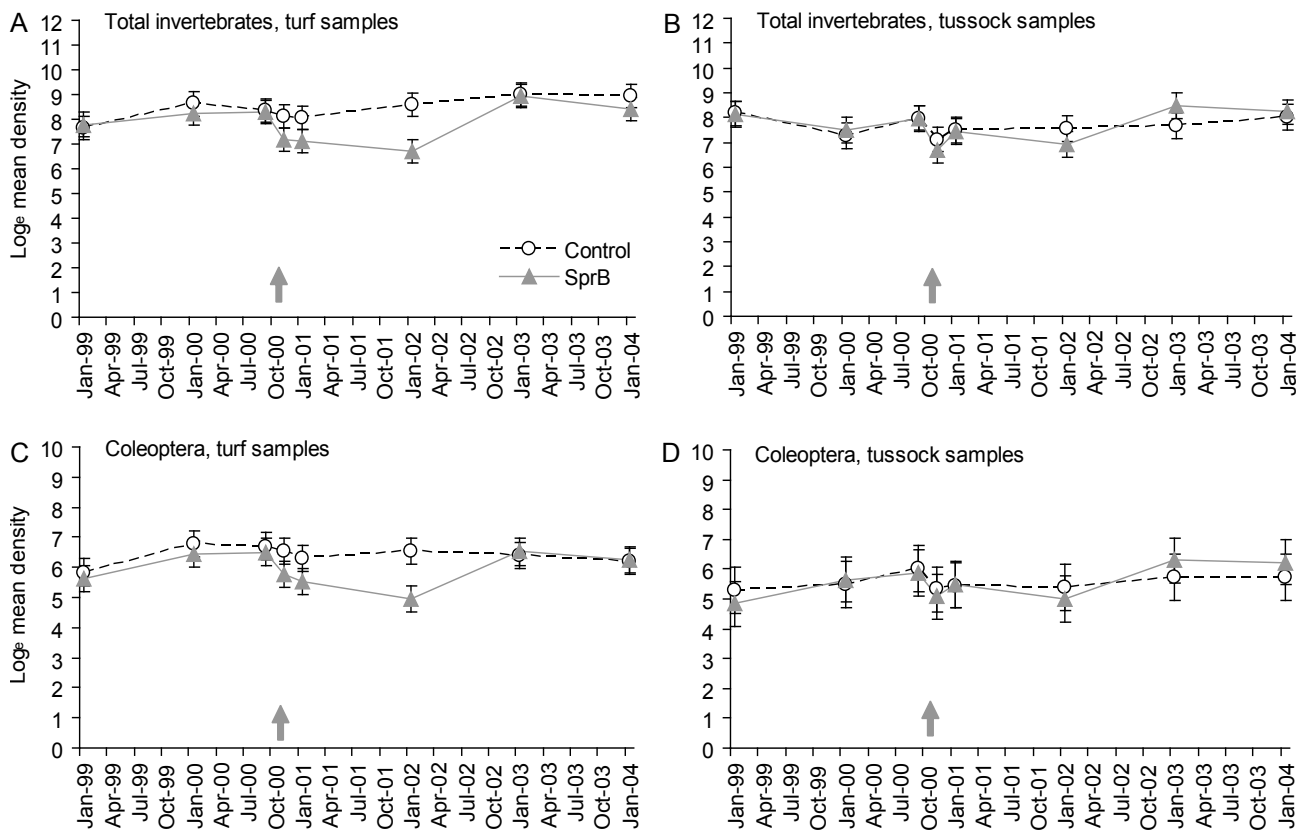 A Total invertebrates, turf samples
Loge mean density
12
11
10
9
8
7
6
5
4
3
2
1
0
Control
SprB
Jan-99
Apr-99
Jul-99
Oct-99
Jan-00
Apr-00
Jul-00
Oct-00
Jan-01
Apr-01
Jul-01
Oct-01
Jan-02
Apr-02
Jul-02
Oct-02
Jan-03
Apr-03
Jul-03
Oct-03
Jan-04
B Total invertebrates, tussock samples
12
11
10
9
8
7
6
5
4
3
2
1
0
Jan-99
Apr-99
Jul-99
Oct-99
Jan-00
Apr-00
Jul-00
Oct-00
Jan-01
Apr-01
Jul-01
Oct-01
Jan-02
Apr-02
Jul-02
Oct-02
Jan-03
Apr-03
Jul-03
Oct-03
Jan-04
C Coleoptera, turf samples
Loge mean density
10
9
8
7
6
5
4
3
2
1
0
Jan-99
Apr-99
Jul-99
Oct-99
Jan-00
Apr-00
Jul-00
Oct-00
Jan-01
Apr-01
Jul-01
Oct-01
Jan-02
Apr-02
Jul-02
Oct-02
Jan-03
Apr-03
Jul-03
Oct-03
Jan-04
D Coleoptera, tussock samples
10
9
8
7
6
5
4
3
2
1
0
Jan-99
Apr-99
Jul-99
Oct-99
Jan-00
Apr-00
Jul-00
Oct-00
Jan-01
Apr-01
Jul-01
Oct-01
Jan-02
Apr-02
Jul-02
Oct-02
Jan-03
Apr-03
Jul-03
Oct-03
Jan-04